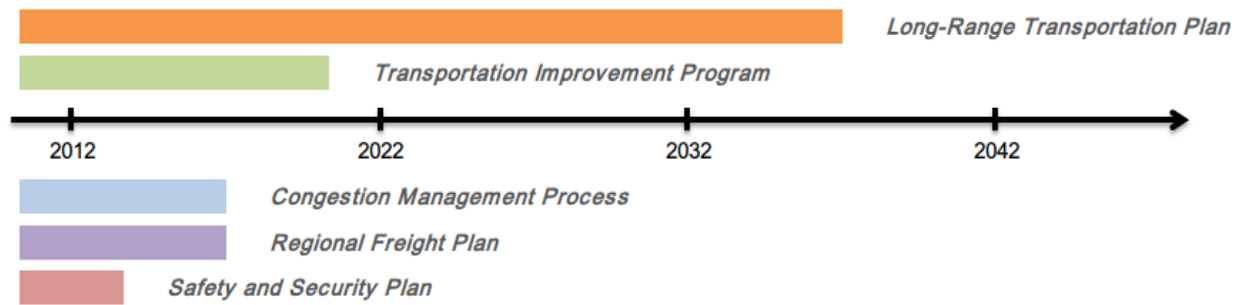 Long-Range Transportation Plan
Transportation Improvement Program
2012 2022 2032 2042
Congestion Management Process
Regional Freight Plan
Safety and Security Plan